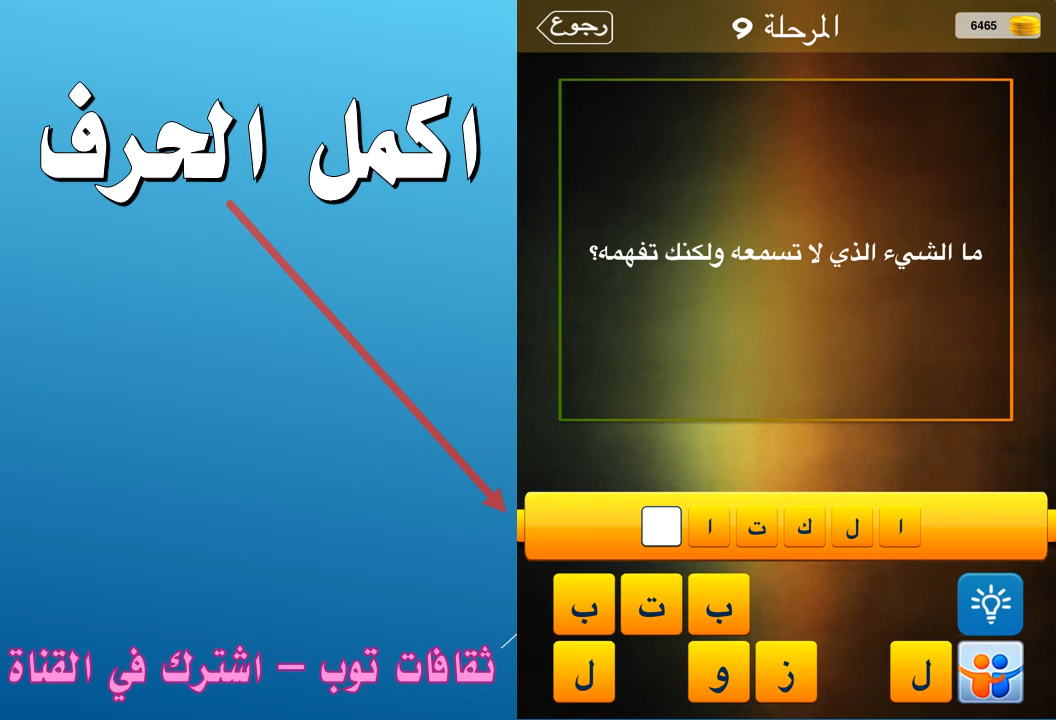 اكمل الحرف
ثقافات توب – اشترك في القناة
رجوع
المرحلة 9
6465
ما الشيء الذي لا تسمعه ولكنك تفهمه؟
ا ل ك ت ا
ب ت ب
ل و ز ل